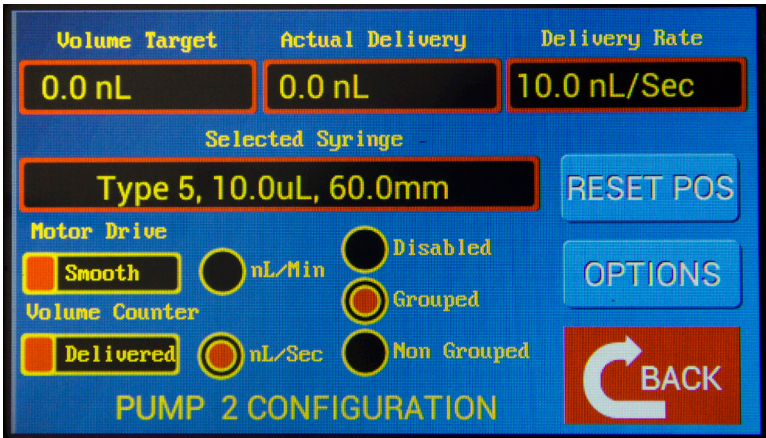 Volume Target
Actual Delivery
Delivery Rate
0.0 nL
0.0 nL
10.0 nL/Sec
Selected Syringe
Type 5, 10.0uL, 60.0mm
RESET POS
Motor Drive
Smooth
nL/Min
Disabled
Grouped
OPTIONS
Volume Counter
Delivered
nL/Sec
Non Grouped
BACK
PUMP 2 CONFIGURATION